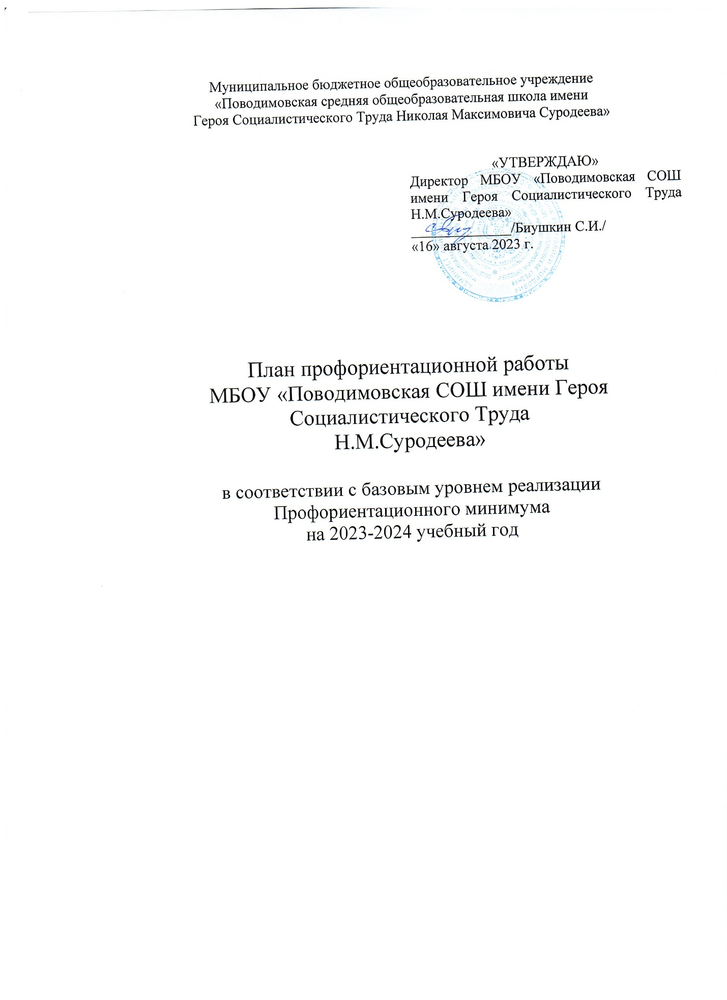 Муниципальное бюджетное общеобразовательное учреждение
«Поводимовская средняя общеобразовательная школа имени
Героя Социалистического Труда Николая Максимовича Суродеева»
«УТВЕРЖДАЮ»
Директор МБОУ «Поводимовская СОШ
имени Героя Социалистического Труда
Н.М.Суродеева»
______________/Биушкин С.И./
«16» августа 2023 г.
План профориентационной работы
МБОУ «Поводимовская СОШ имени Героя
Социалистического Труда
Н.М.Суродеева»
в соответствии с базовым уровнем реализации
Профориентационного минимума
на 2023-2024 учебный год